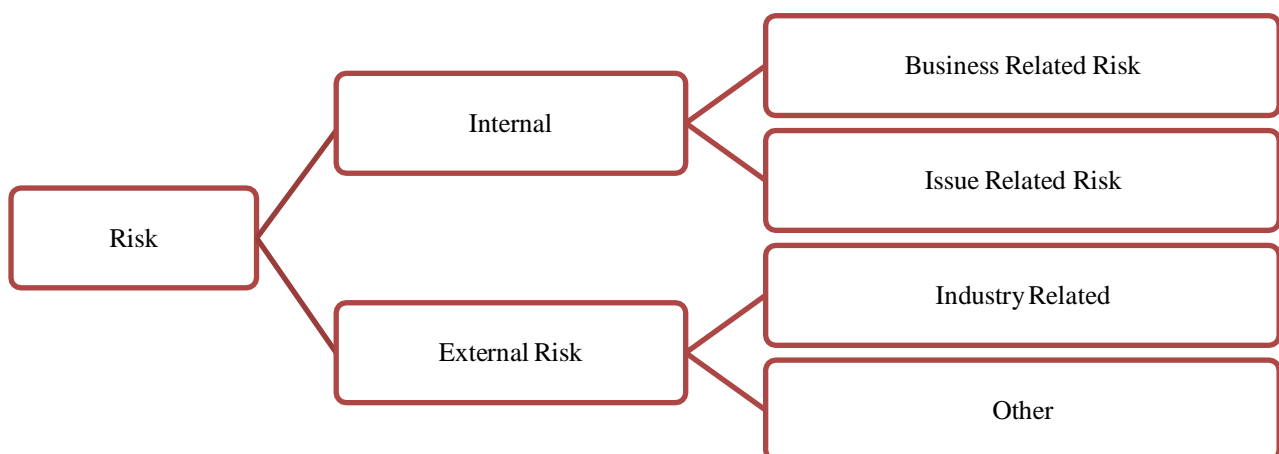 Risk
Internal
Business Related Risk
Issue Related Risk
External Risk
Industry Related
Other